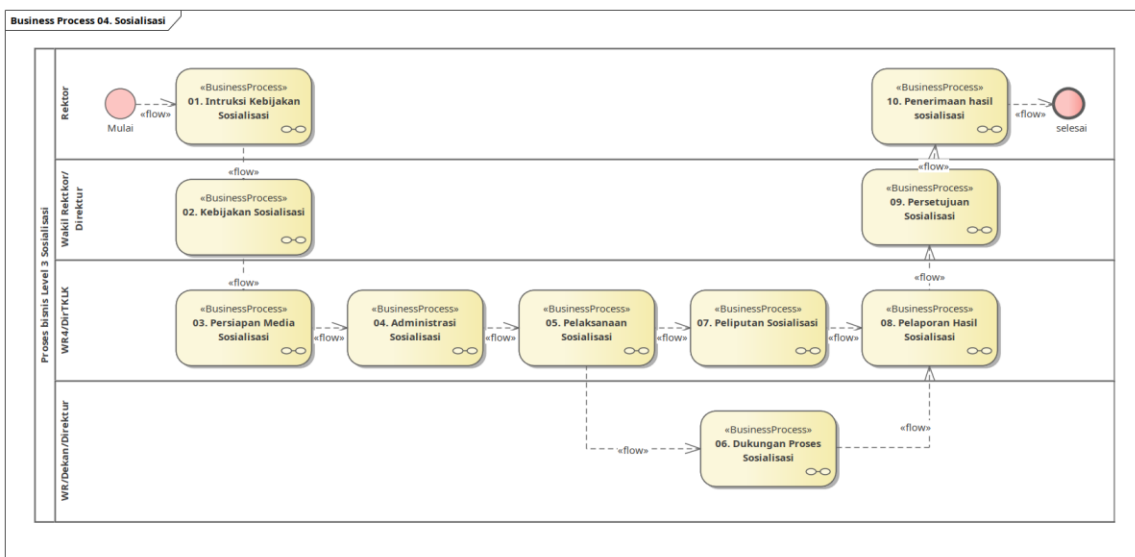 Business Process 04. Sosialisasi
Proses bisnis Level 3 Sosialisasi
Rektor
Mulai
«flow»
«BusinessProcess»
01. Intruksi Kebijakan
Sosialisasi
«BusinessProcess»
10. Penerimaan hasil
sosialisasi
«flow»
selesai
«flow»
«flow»
Wakil Rektkor/
Direktur
«BusinessProcess»
02. Kebijakan Sosialisasi
«BusinessProcess»
09. Persetujuan
Sosialisasi
«flow»
«flow»
WR4/DirTKLK
«BusinessProcess»
03. Persiapan Media
Sosialisasi
«flow»
«BusinessProcess»
04. Administrasi
Sosialisasi
«flow»
«BusinessProcess»
05. Pelaksanaan
Sosialisasi
«flow»
«BusinessProcess»
07. Peliputan Sosialisasi
«flow»
«BusinessProcess»
08. Pelaporan Hasil
Sosialisasi
WR/Dekan/Direktur
«flow»
«BusinessProcess»
06. Dukungan Proses
Sosialisasi
«flow»